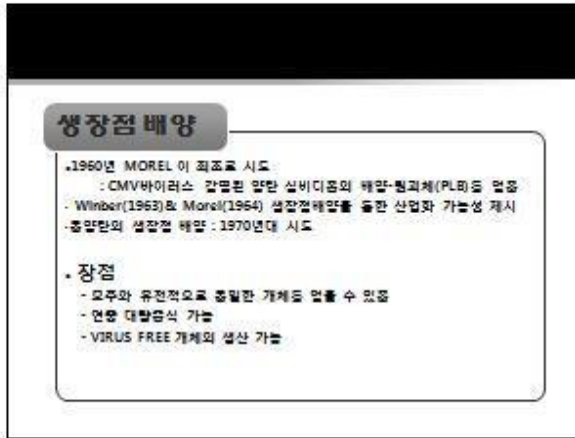 생장점 배양
•1960년 MOREL 이 최초로 시도
: CMV바이러스 감염된 양란 심비디움의 배양-원괴체(PLB)를 얻음
- Winber(1963)& Morel(1964) 생장점배양을 통한 산업화 가능성 제시
-동양란의 생장점 배양 : 1970년대 시도
• 장점
- 모주와 유전적으로 동일한 개체를 얻을 수 있음
- 연중 대량증식 가능
- VIRUS FREE 개체의 생산 가능